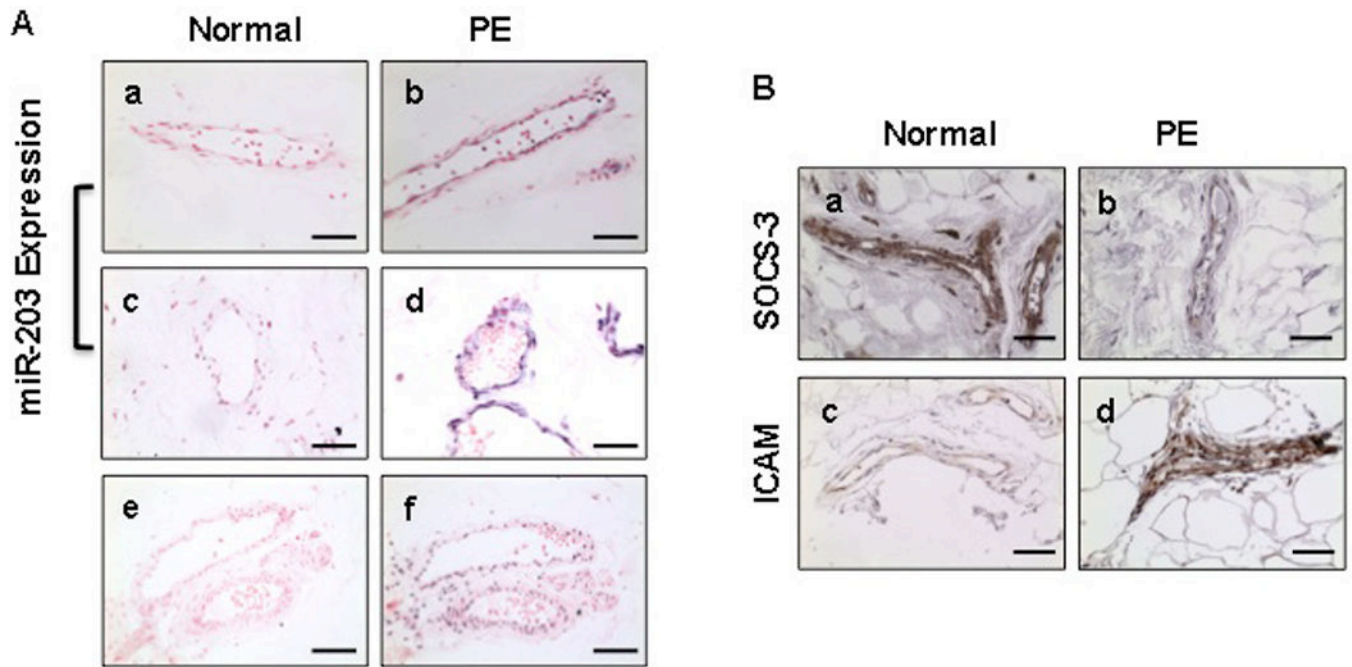 A
Normal PE
miR-203 Expression
a
b
c
d
e
f
B
Normal PE
SOCS-3
a
b
ICAM
c
d